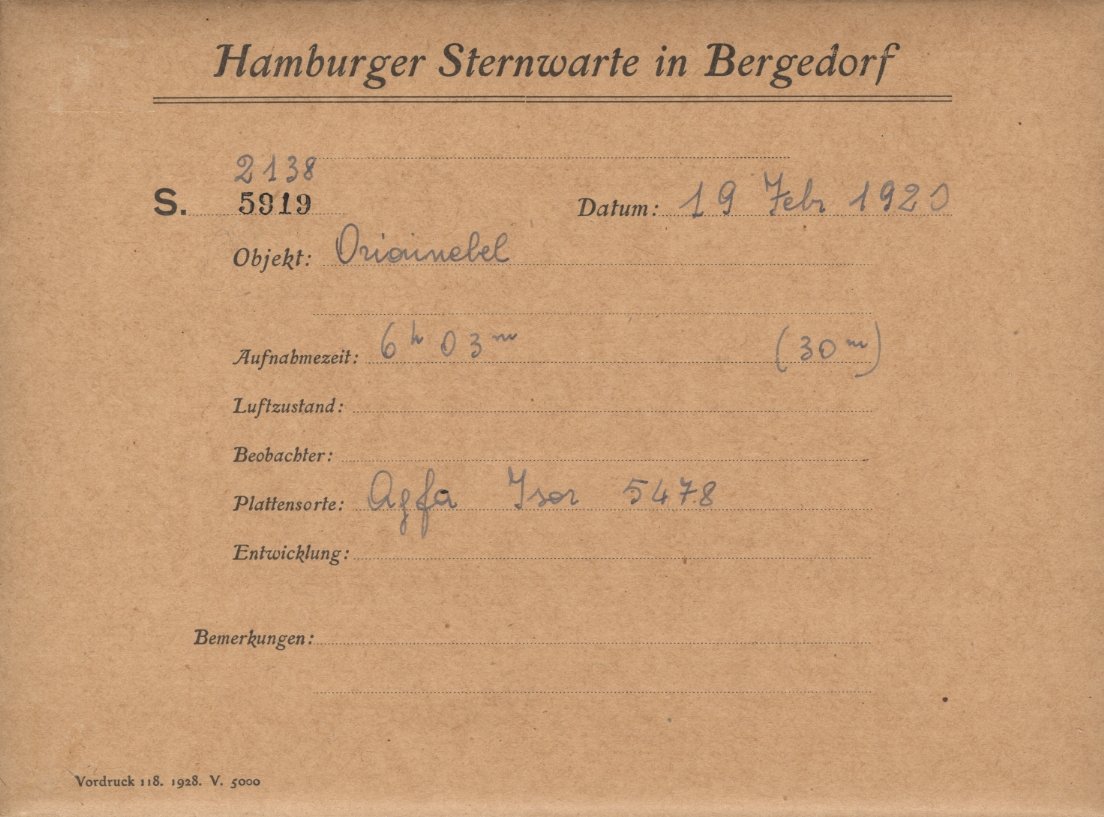 Hamburger Sternwarte in Bergedorf
2138
S. 5919 Datum: 19 Febr 1920
Objekt: Orionnebel
Aufnahmezeit: 6h 03m (30m)
Luftzustand:
Beobachter:
Plattensorte: Agfa Isor 5478
Entwicklung:
Bemerkungen:
Vordruck 118. 1928. V. 5000